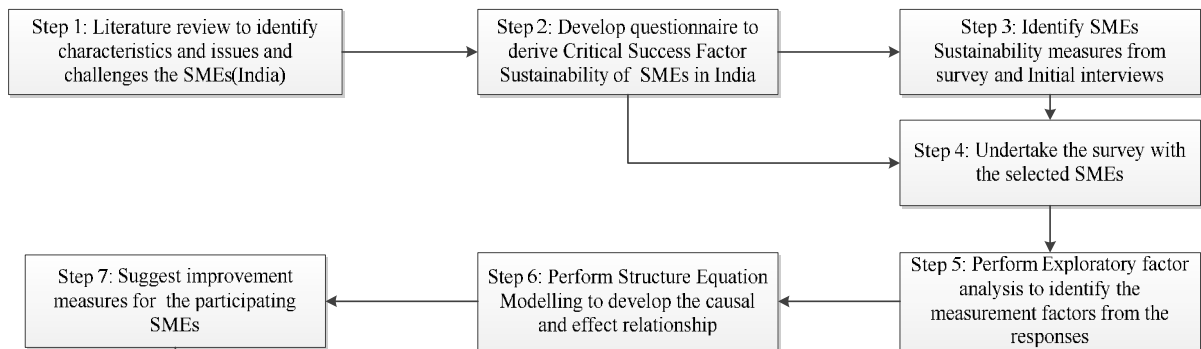 Step 1: Literature review to identify
characteristics and issues and
challenges the SMEs(India)
Step 2: Develop questionnaire to
derive Critical Success Factor
Sustainability of SMEs in India
Step 3: Identify SMEs
Sustainability measures from
survey and Initial interviews
Step 4: Undertake the survey with
the selected SMEs
Step 5: Perform Exploratory factor
analysis to identify the
measurement factors from the
responses
Step 6: Perform Structure Equation
Modelling to develop the causal
and effect relationship
Step 7: Suggest improvement
measures for the participating
SMEs